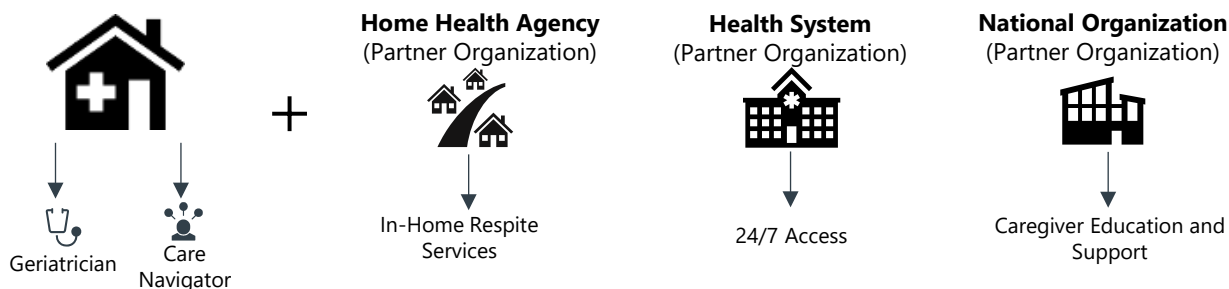 Home Health Agency
(Partner Organization)
Health System
(Partner Organization)
National Organization
(Partner Organization)
+
Geriatrician
Care
Navigator
In-Home Respite
Services
24/7 Access
Caregiver Education and
Support